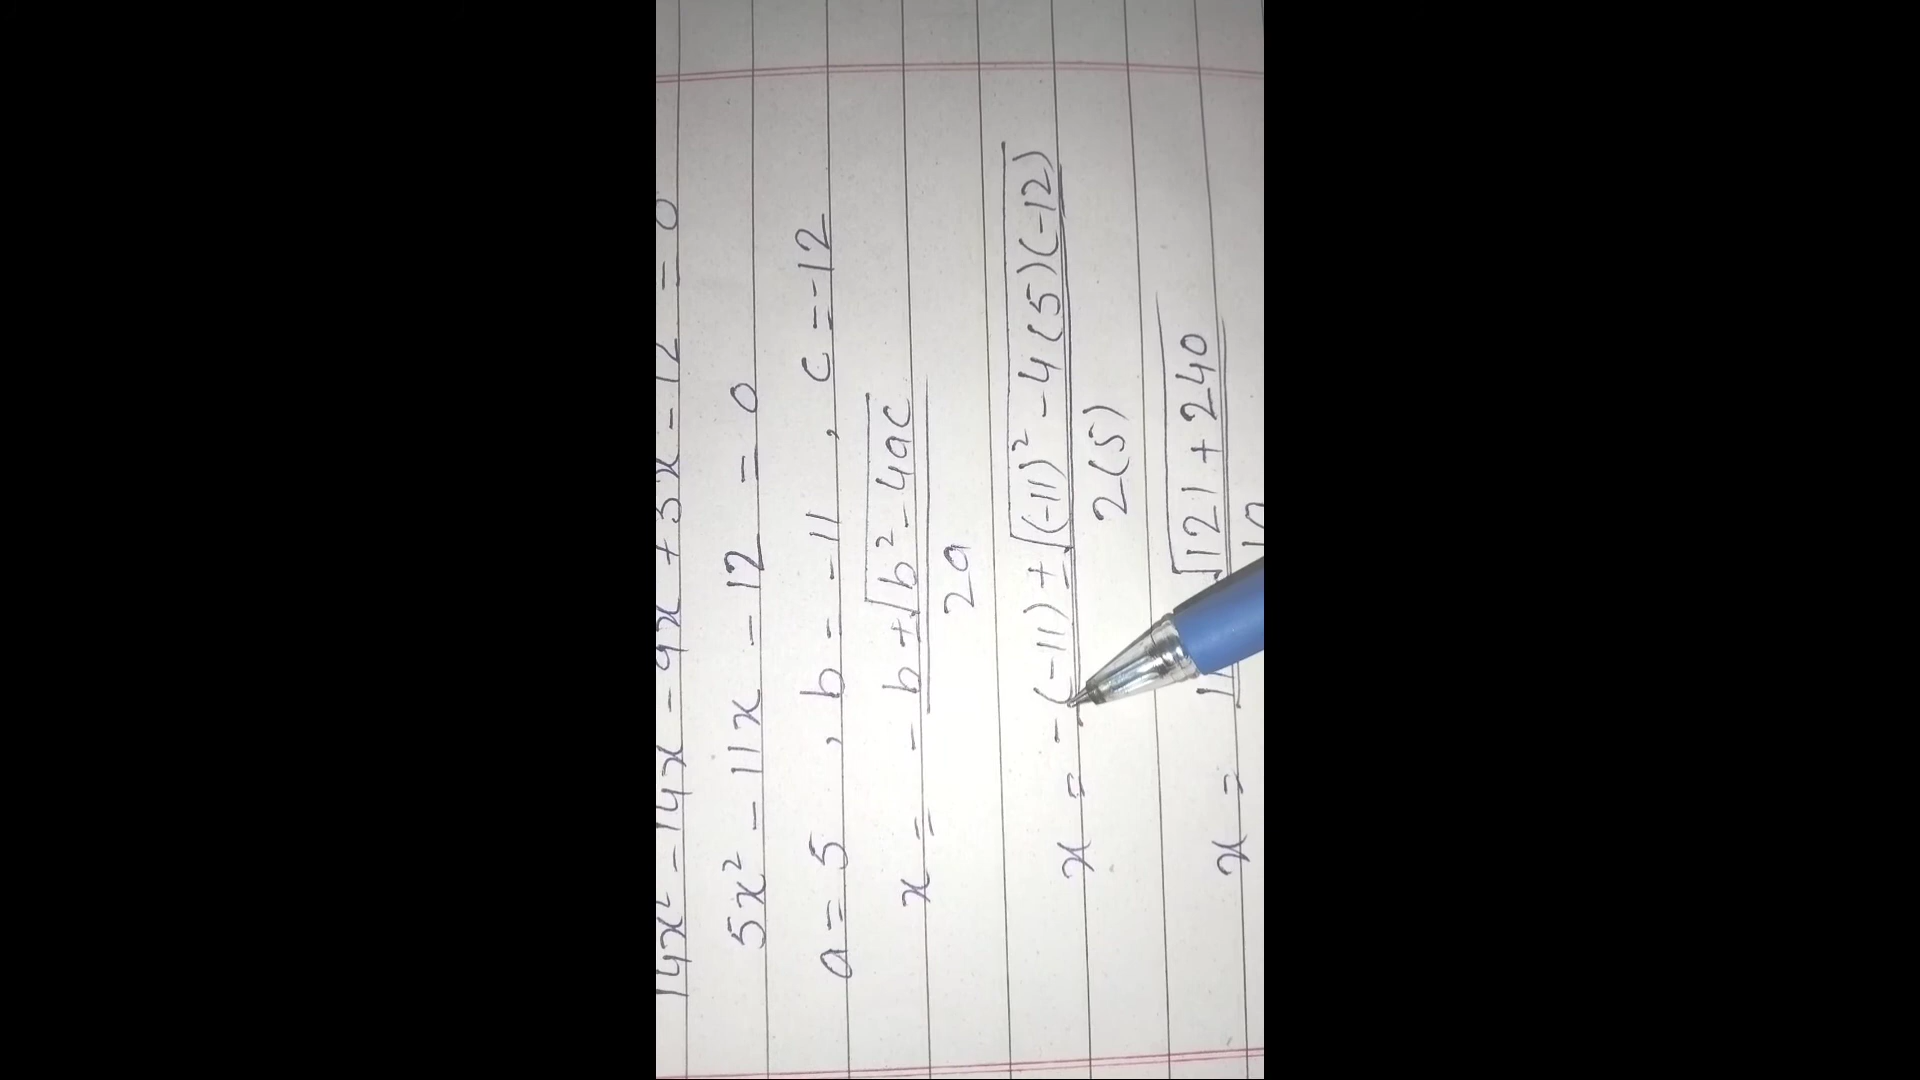 14x² - 14x - 9x + 3x - 12 = 0
5x² - 11x - 12 = 0
a = 5 , b - - 11 , c = -12
x = - b + √b² - 4ac
2a
x = - (-11) ± √(-11)² - 4(5)(-12)
2(5)
x = 11 √121 + 240
10